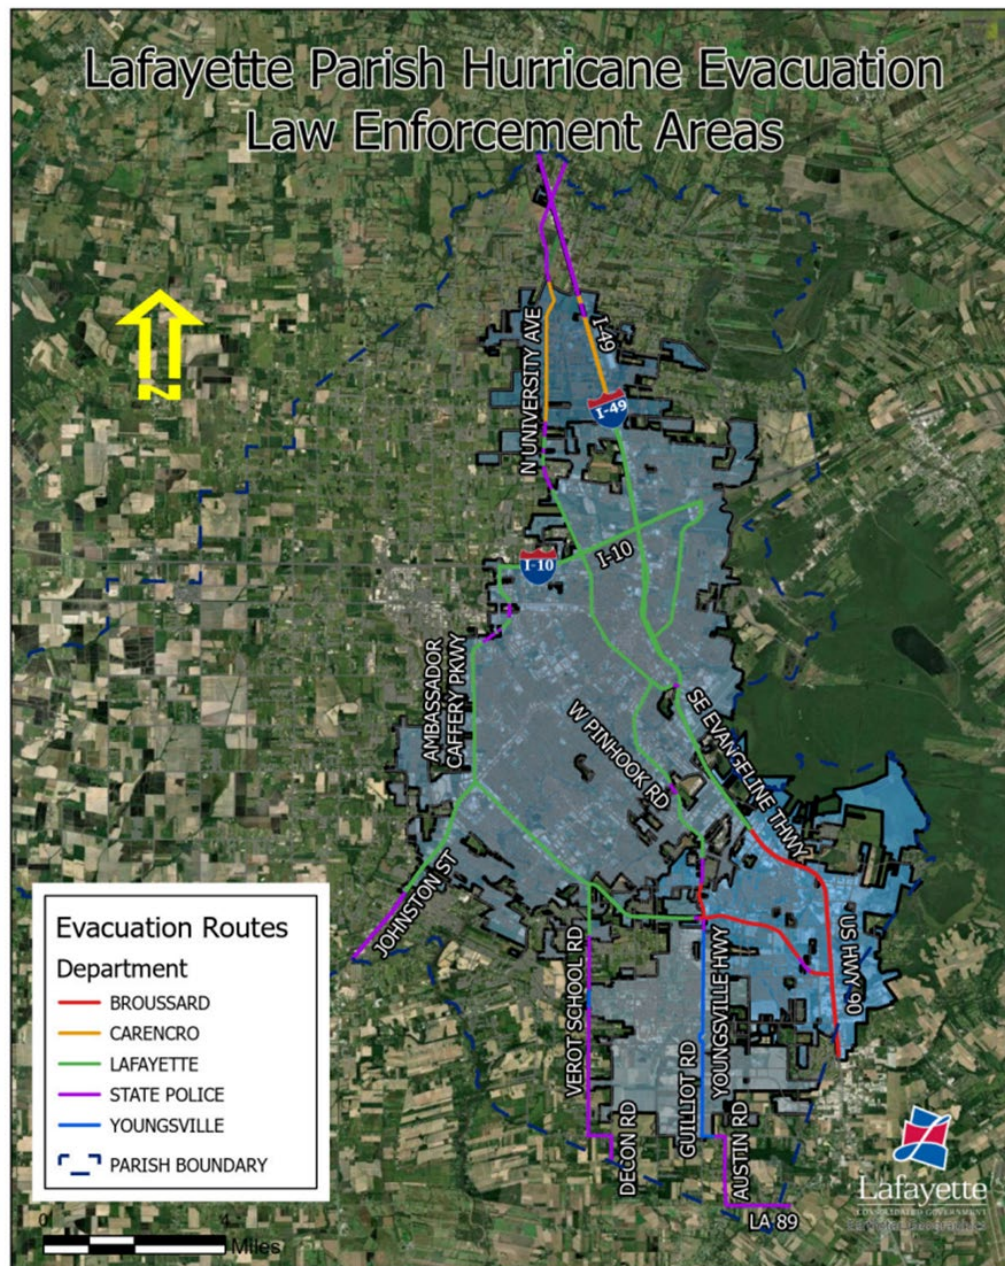 Lafayette Parish Hurricane Evacuation
Law Enforcement Areas
N
N UNIVERSITY AVE
I-49
I-49
I-10
I-10
AMBASSADOR
CAFFERY PKWY
W PINHOOK RD
SE EVANGELINE THWY
JOHNSTON ST
VEROT SCHOOL RD
US HWY 90
YOUNGSVILLE HWY
GUILLIOT RD
DECON RD
AUSTIN RD
LA 89
Evacuation Routes
Department
BROUSSARD
CARENCRO
LAFAYETTE
STATE POLICE
YOUNGSVILLE
PARISH BOUNDARY
0
Miles
Lafayette
CONSOLIDATED GOVERNMENT